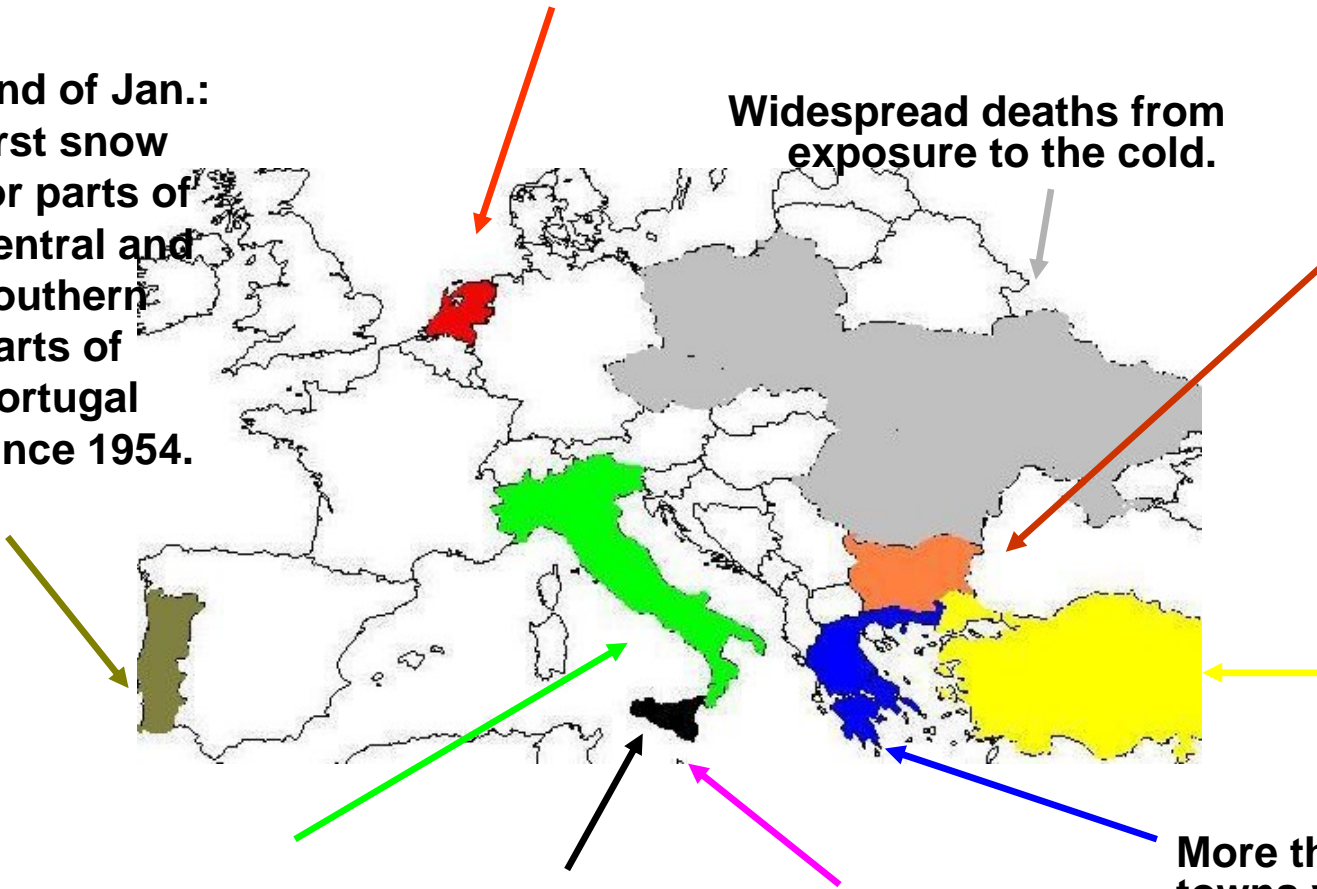 nd of Jan.:
rst snow
or parts of
entral and
outhern
arts of
ortugal
nce 1954.
Widespread deaths from
exposure to the cold.
More th